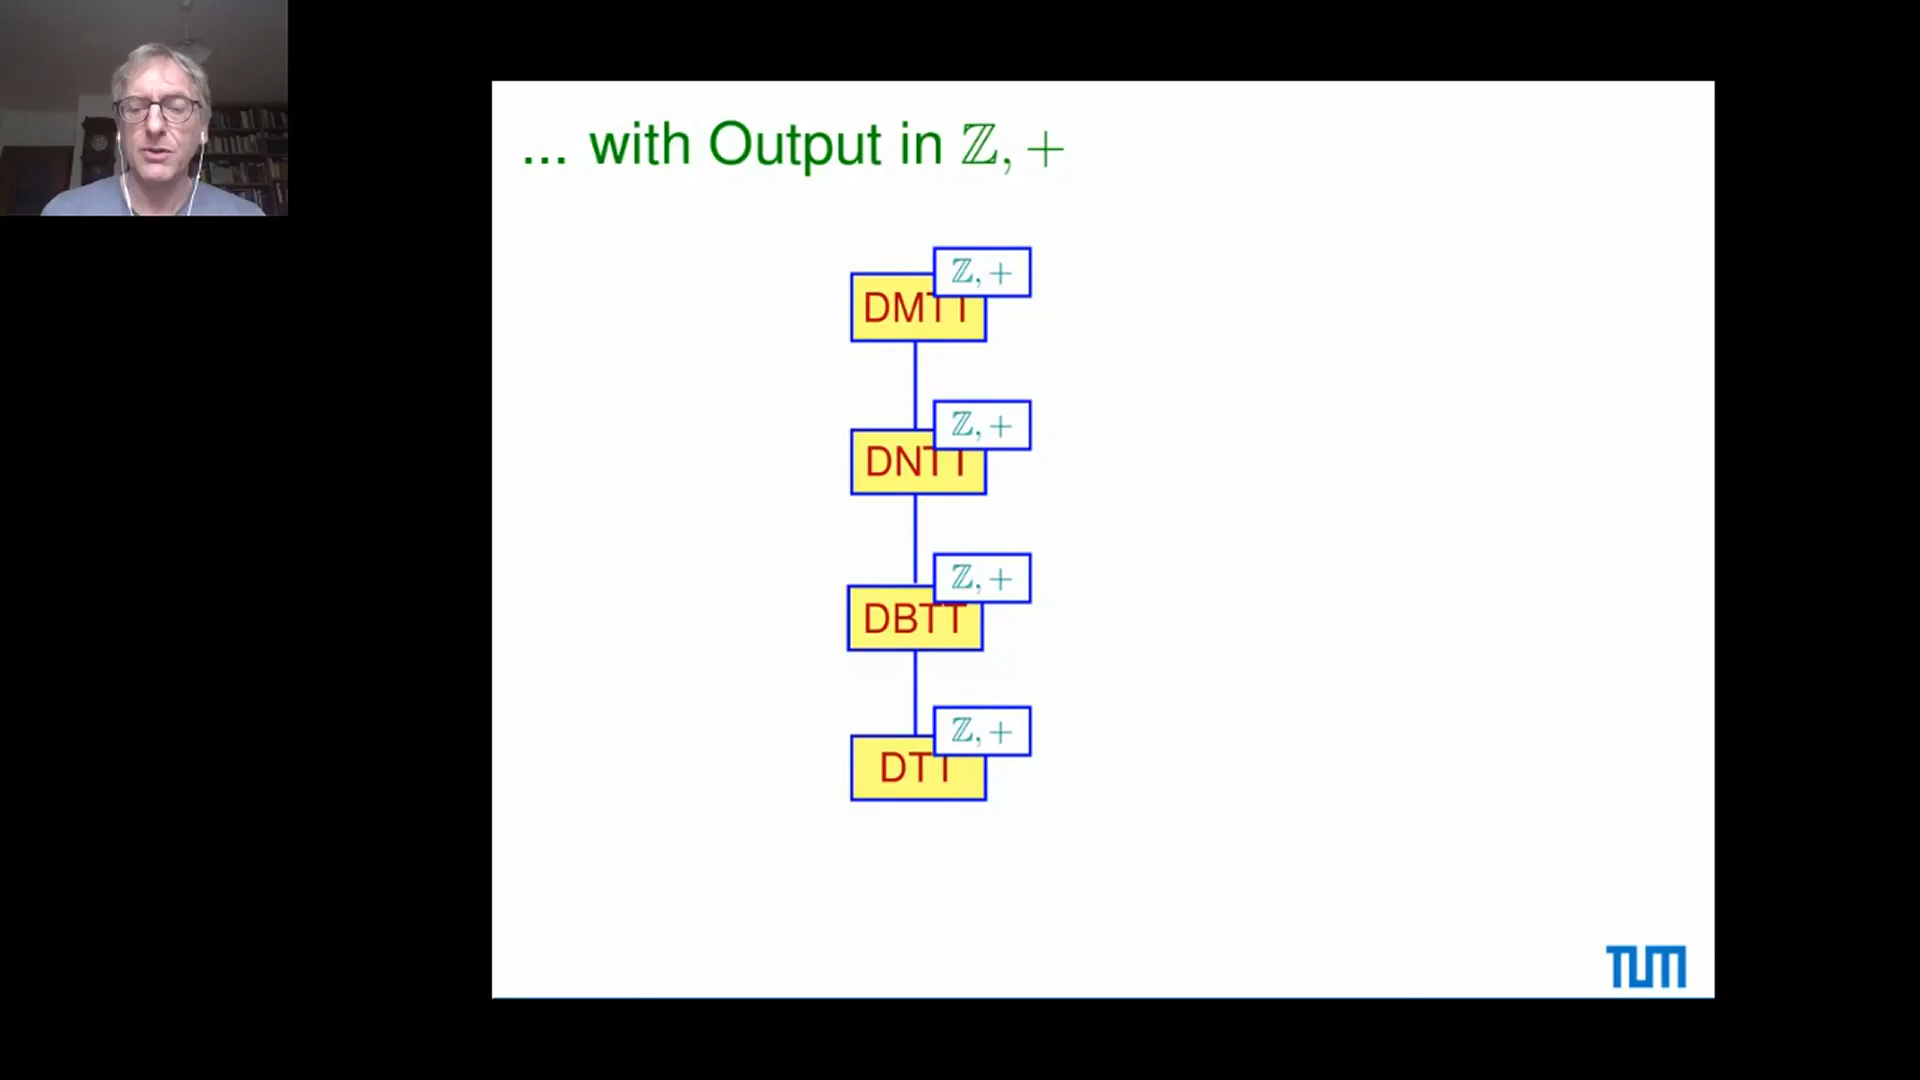 ... with Output in ℤ, +
ℤ, +
DMTT
ℤ, +
DNTT
ℤ, +
DBTT
ℤ, +
DTT
TUM